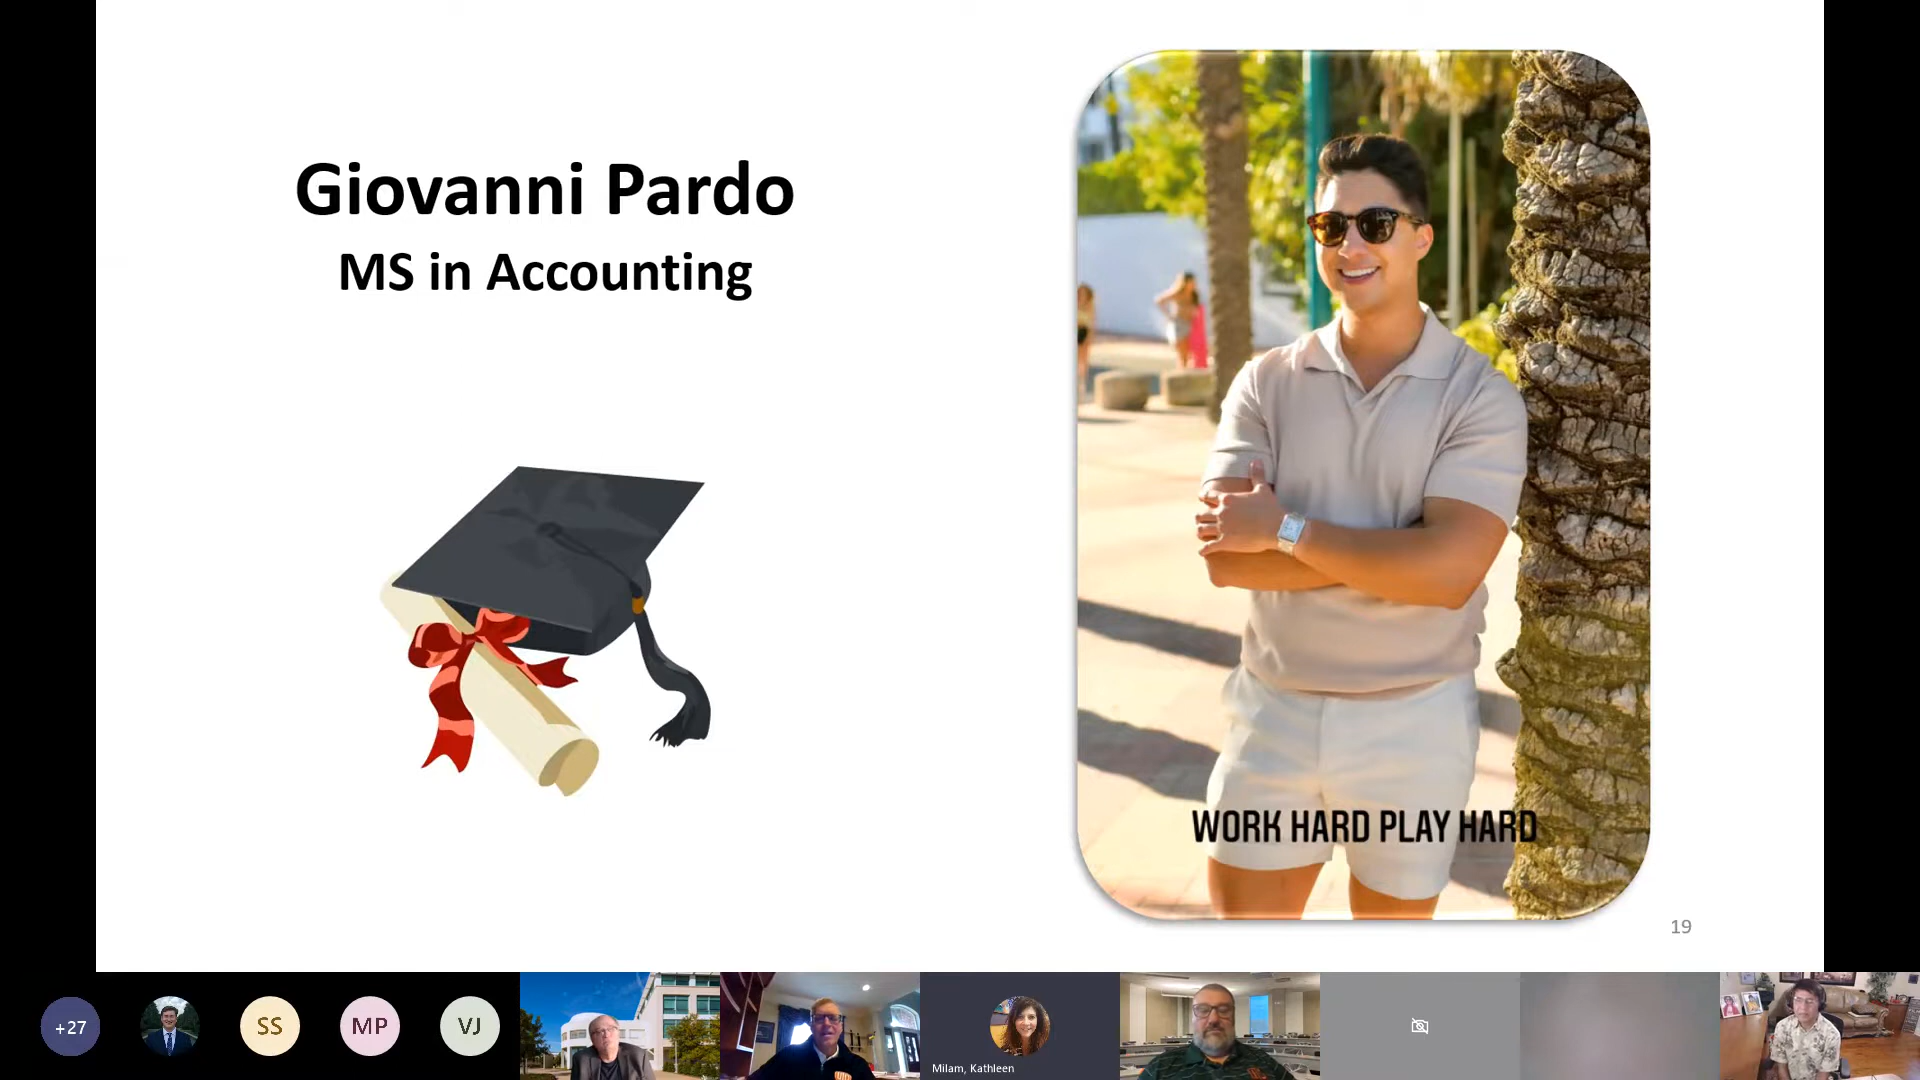 Giovanni Pardo
MS in Accounting
WORK HARD PLAY HARD
19
+27
SS
MP
VJ
Milam, Kathleen